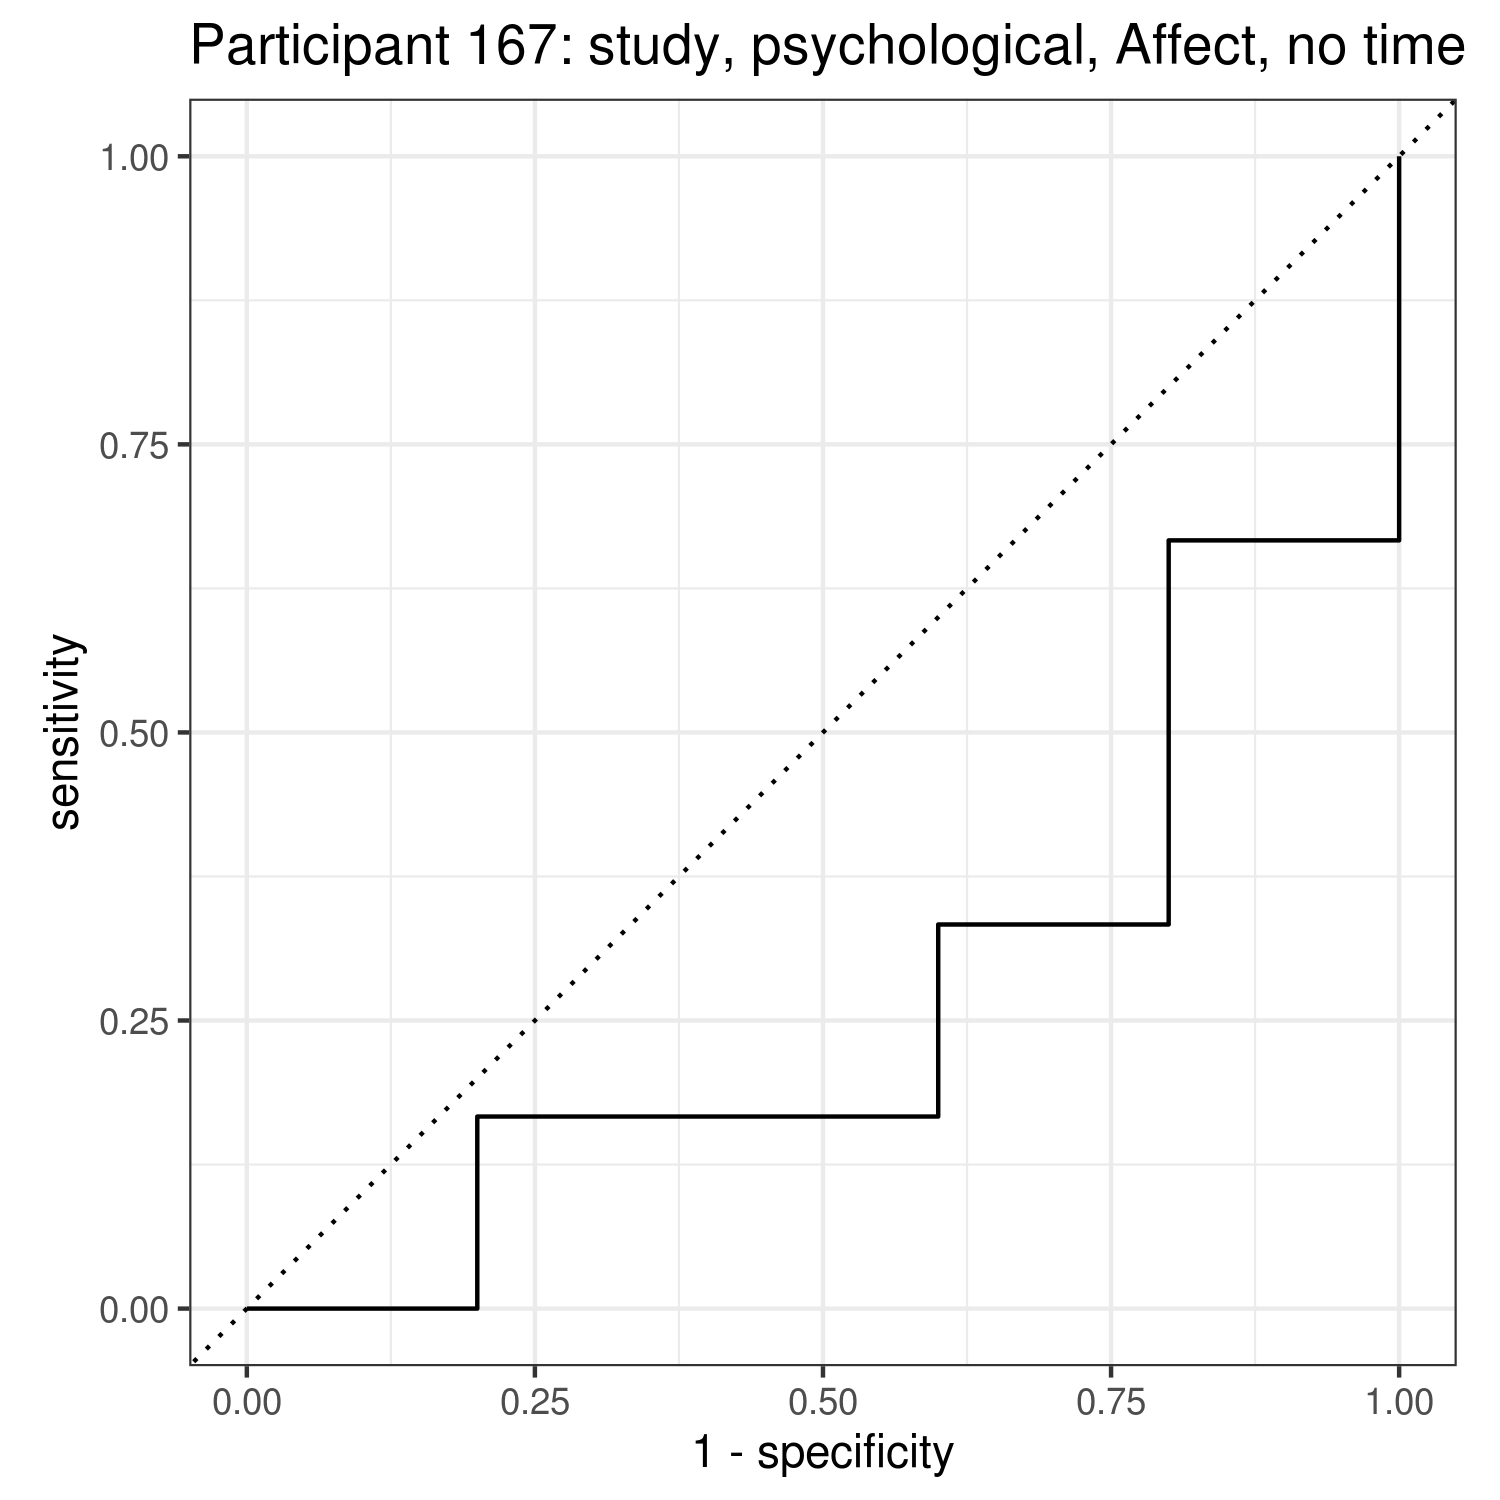 Participant 167: study, psychological, Affect, no time
1.00
0.75
0.50
0.25
0.00
sensitivity
0.00 0.25 0.50 0.75 1.00
1 - specificity